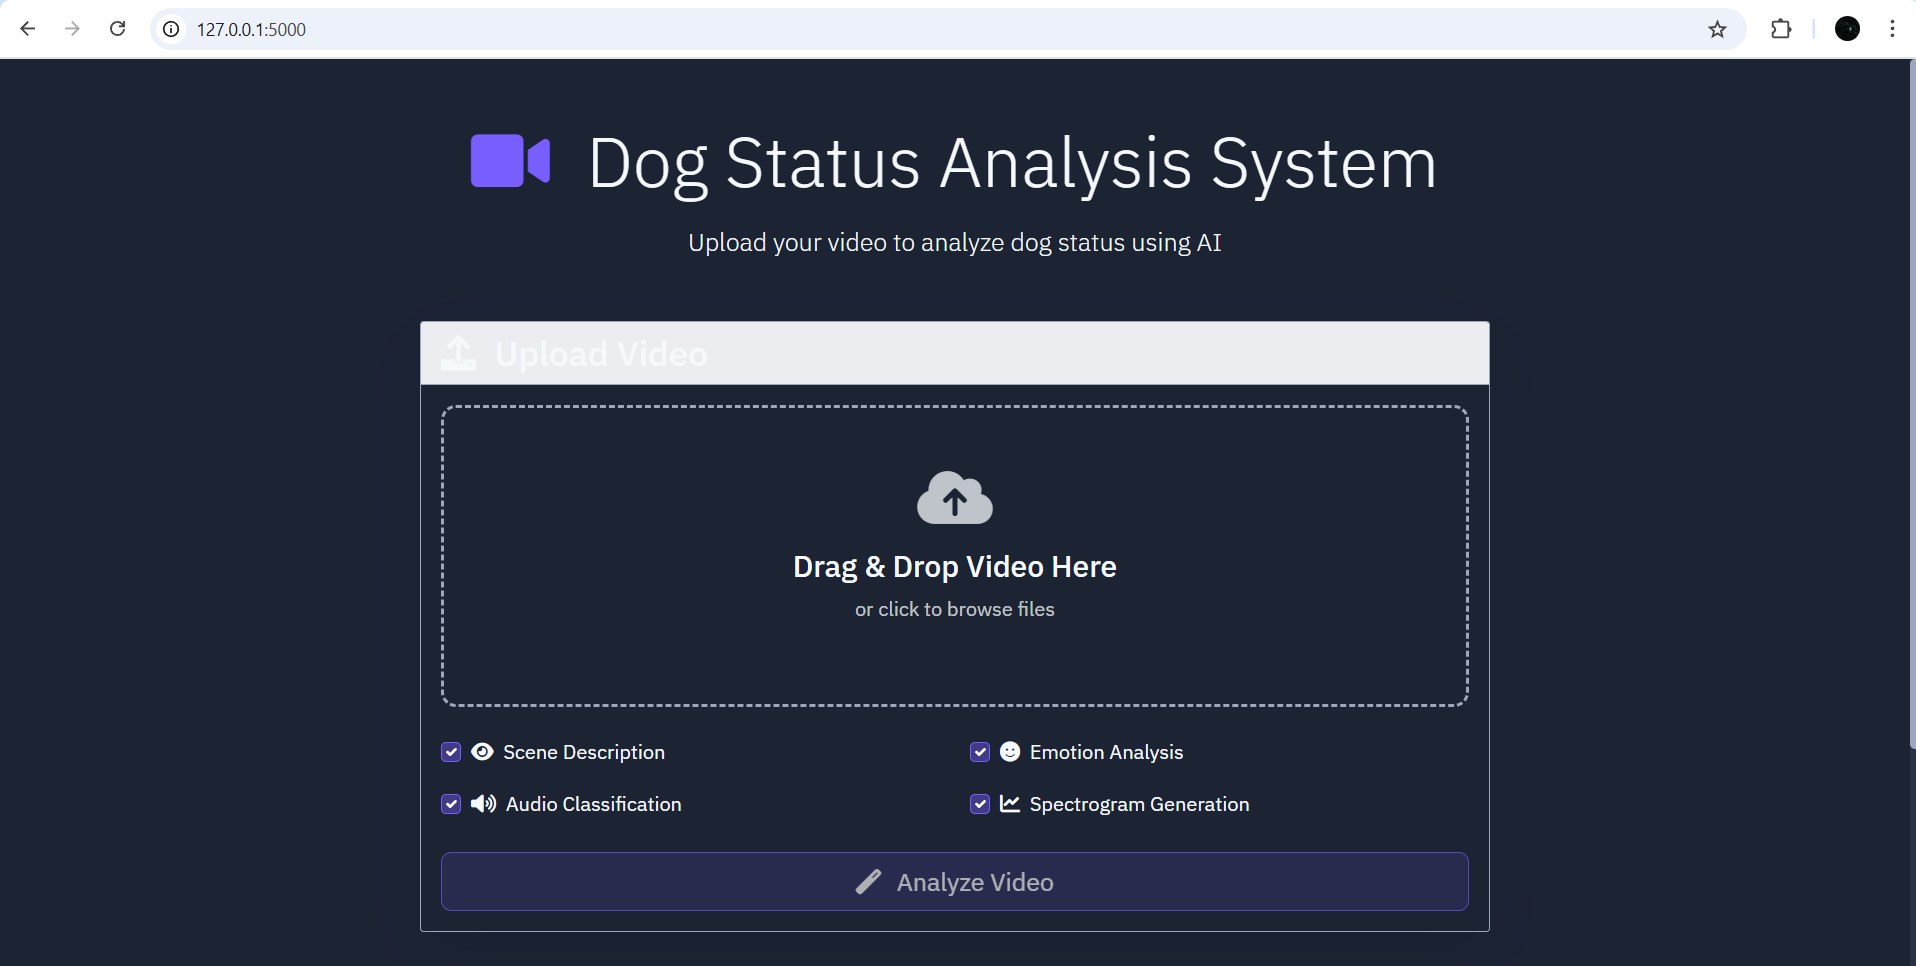 127.0.0.1:5000
Dog Status Analysis System
Upload your video to analyze dog status using AI
Upload Video
Drag & Drop Video Here
or click to browse files
Scene Description
Emotion Analysis
Audio Classification
Spectrogram Generation
Analyze Video